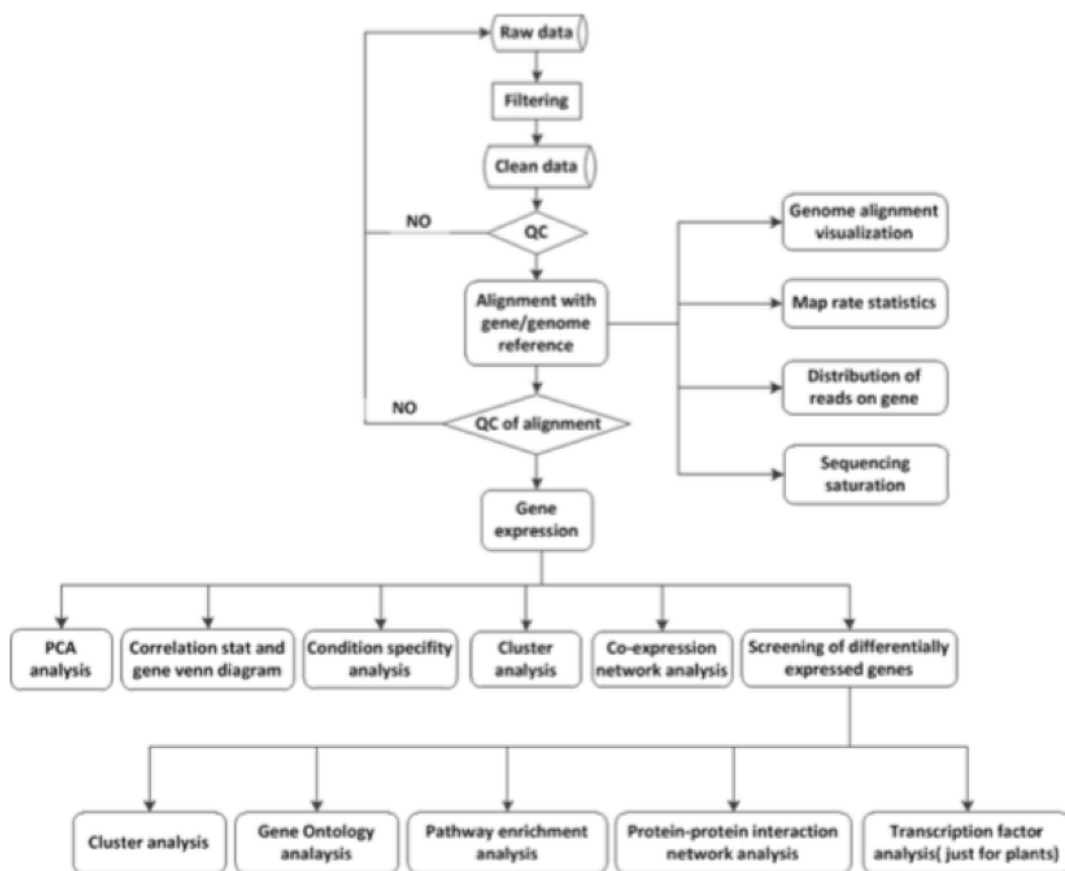 Raw data
Filtering
Clean data
NO
QC
Genome alignment
visualization
Alignment with
gene/genome
reference
Map rate statistics
Distribution of
reads on gene
NO
QC of alignment
Sequencing
saturation
Gene
expression
PCA
analysis
Correlation stat and
gene venn diagram
Condition specifity
analysis
Cluster
analysis
Co-expression
network analysis
Screening of differentially
expressed genes
Cluster analysis
Gene Ontology
analaysis
Pathway enrichment
analysis
Protein-protein interaction
network analysis
Transcription factor
analysis( just for plants)